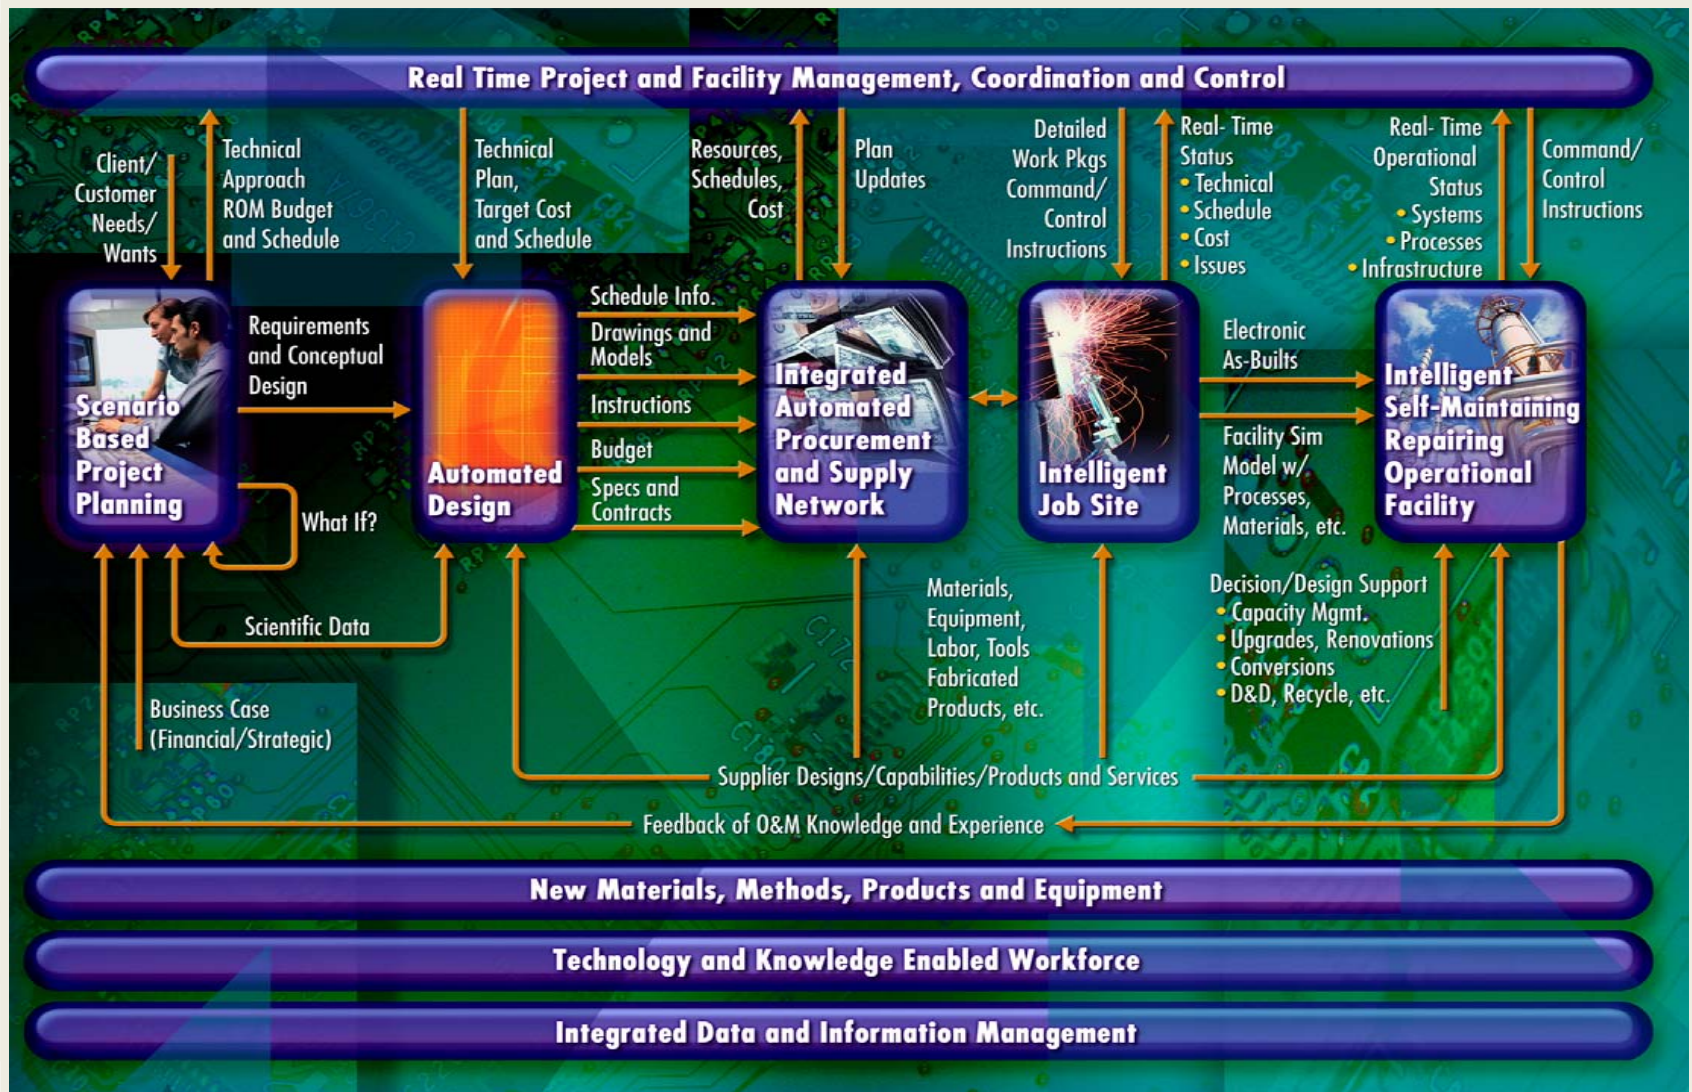 Real Time Project and Facility Management, Coordination and Control
Client/
Customer
Needs/
Wants
Technical
Approach
ROM Budget
and Schedule
Technical
Plan,
Target Cost
and Schedule
Resources,
Schedules,
Cost
Plan
Updates
Detailed
Work Pkgs
Command/
Control
Instructions
Real- Time
Status
• Technical
• Schedule
• Cost
• Issues
Real- Time
Operational
Status
• Systems
• Processes
• Infrastructure
Command/
Control
Instructions
Scenario
Based
Project
Planning
Requirements
and Conceptual
Design
What If?
Automated
Design
Schedule Info.
Drawings and
Models
Instructions
Budget
Specs and
Contracts
Integrated
Automated
Procurement
and Supply
Network
Intelligent
Job Site
Electronic
As-Builts
Facility Sim
Model w/
Processes,
Materials, etc.
Intelligent
Self-Maintaining
Repairing
Operational
Facility
Scientific Data
Business Case
(Financial/Strategic)
Materials,
Equipment,
Labor, Tools
Fabricated
Products, etc.
Decision/Design Support
• Capacity Mgmt.
• Upgrades, Renovations
• Conversions
• D&D, Recycle, etc.
Supplier Designs/Capabilities/Products and Services
Feedback of O&M Knowledge and Experience
New Materials, Methods, Products and Equipment
Technology and Knowledge Enabled Workforce
Integrated Data and Information Management